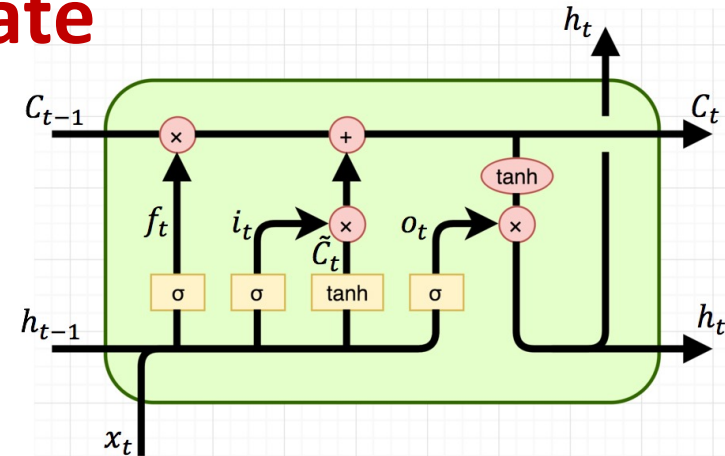 ate
h_t
C_{t-1}
C_t
×
+
tanh
f_t
i_t
×
o_t
×
C̃_t
σ
σ
tanh
σ
h_{t-1}
h_t
x_t